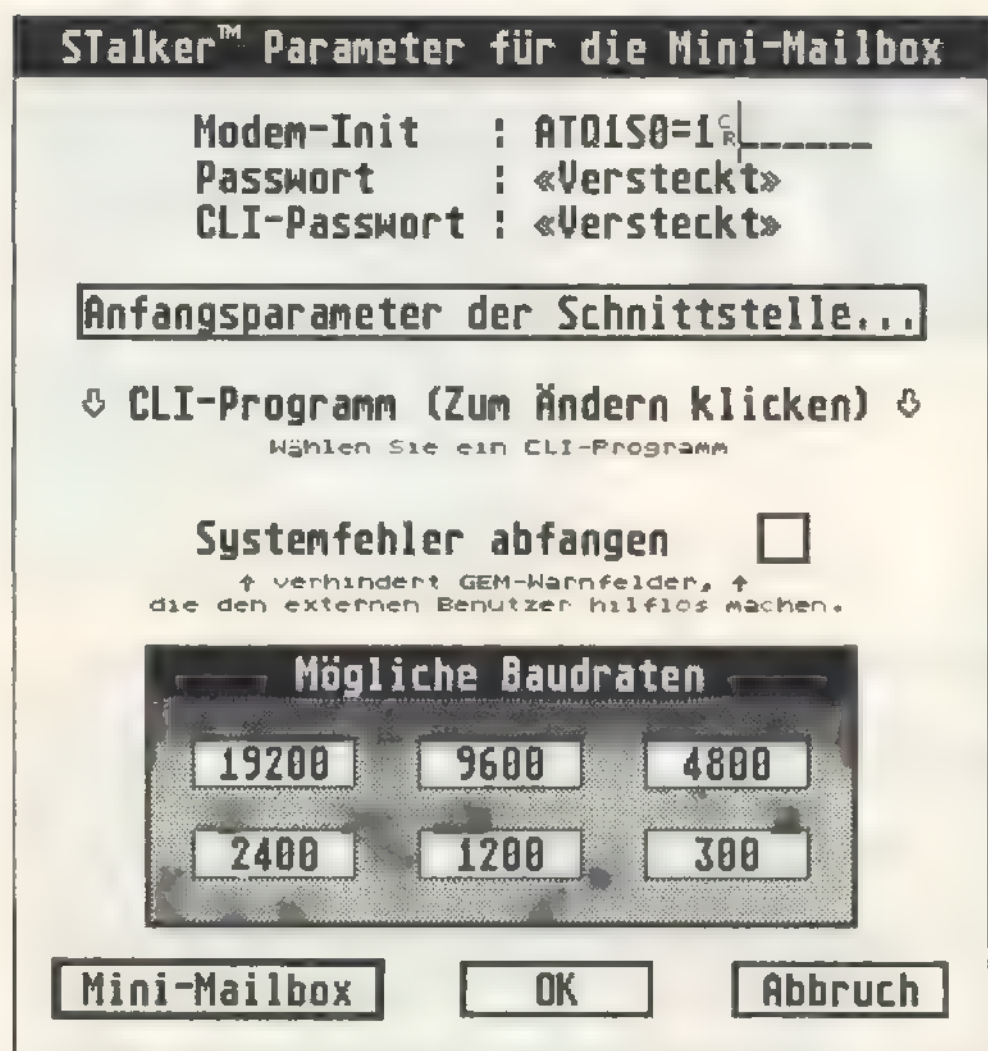 STalker™ Parameter für die Mini-Mailbox
Modem-Init : ATQ1S0=1␍______
Passwort : «Versteckt»
CLI-Passwort : «Versteckt»
Anfangsparameter der Schnittstelle...
⇩ CLI-Programm (Zum Ändern klicken) ⇩
Wählen Sie ein CLI-Programm
Systemfehler abfangen
↑ verhindert GEM-Warnfelder, ↑
die den externen Benutzer hilflos machen.
Mögliche Baudraten
19200 9600 4800
2400 1200 300
Mini-Mailbox OK Abbruch